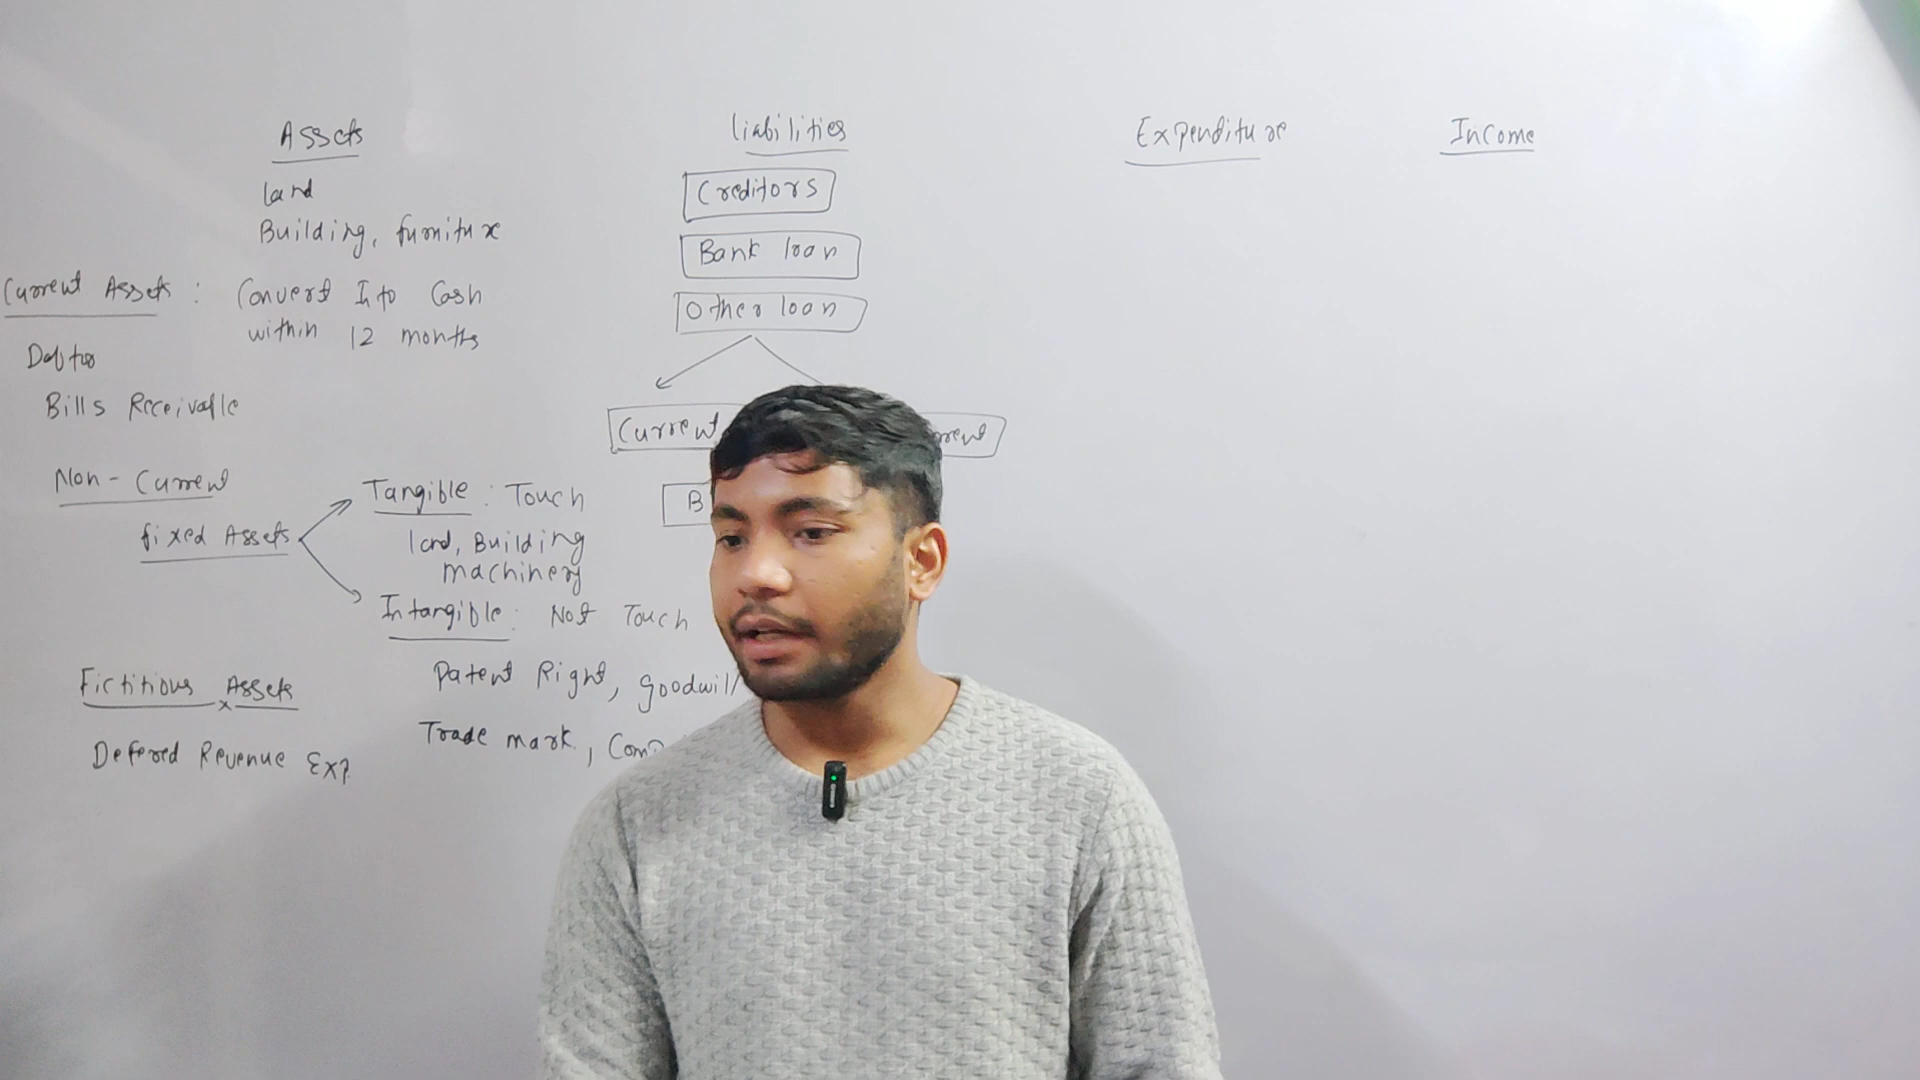 Assets
land
Building, furniture
Current Assets : Convert Into Cash
within 12 months
Debtor
Bills Receivable
Non - Current
fixed Assets
Tangible : Touch
land, Building
machinery
Intangible : Not Touch
Patent Right, goodwill
Trade mark,
Fictitious Assets
x
Deferred Revenue Exp
liabilities
Creditors
Bank loan
Other loan
Current
B
Expenditure
Income